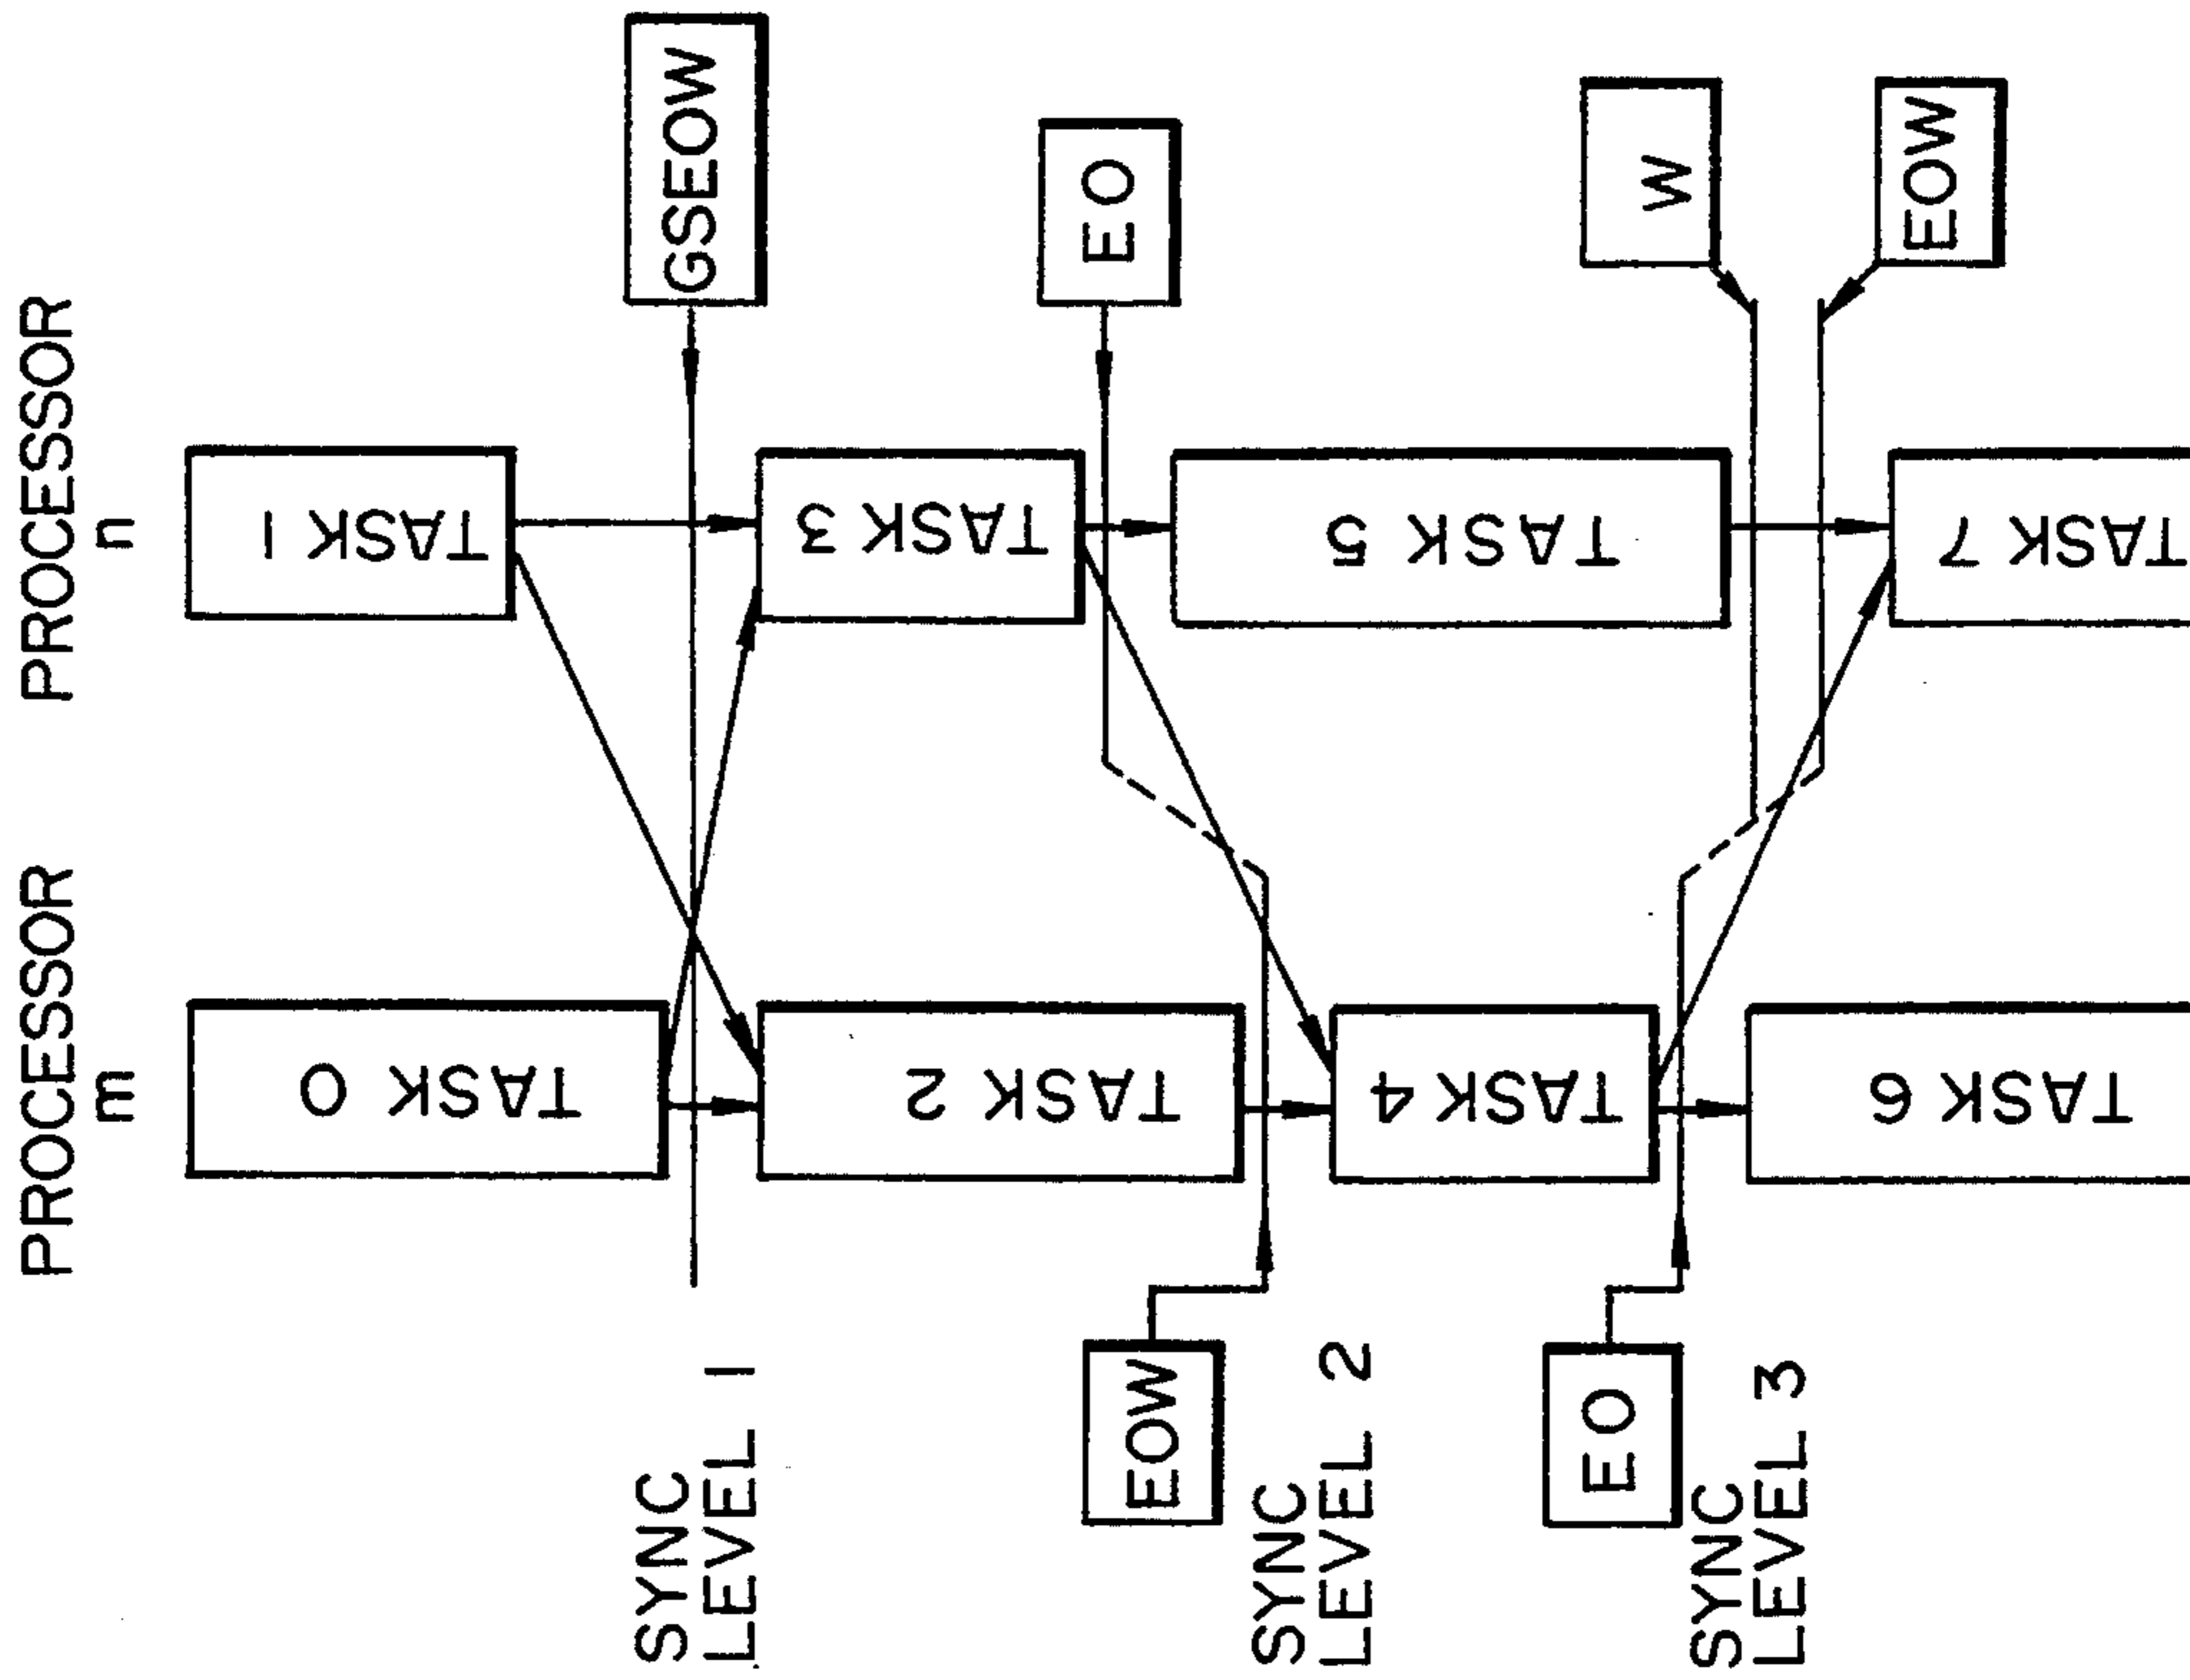 PROCESSOR
m
PROCESSOR
n
TASK 0
TASK 1
SYNC
LEVEL 1
GSEOW
TASK 2
TASK 3
EOW
EO
SYNC
LEVEL 2
TASK 4
TASK 5
EO
W
SYNC
LEVEL 3
EOW
TASK 6
TASK 7